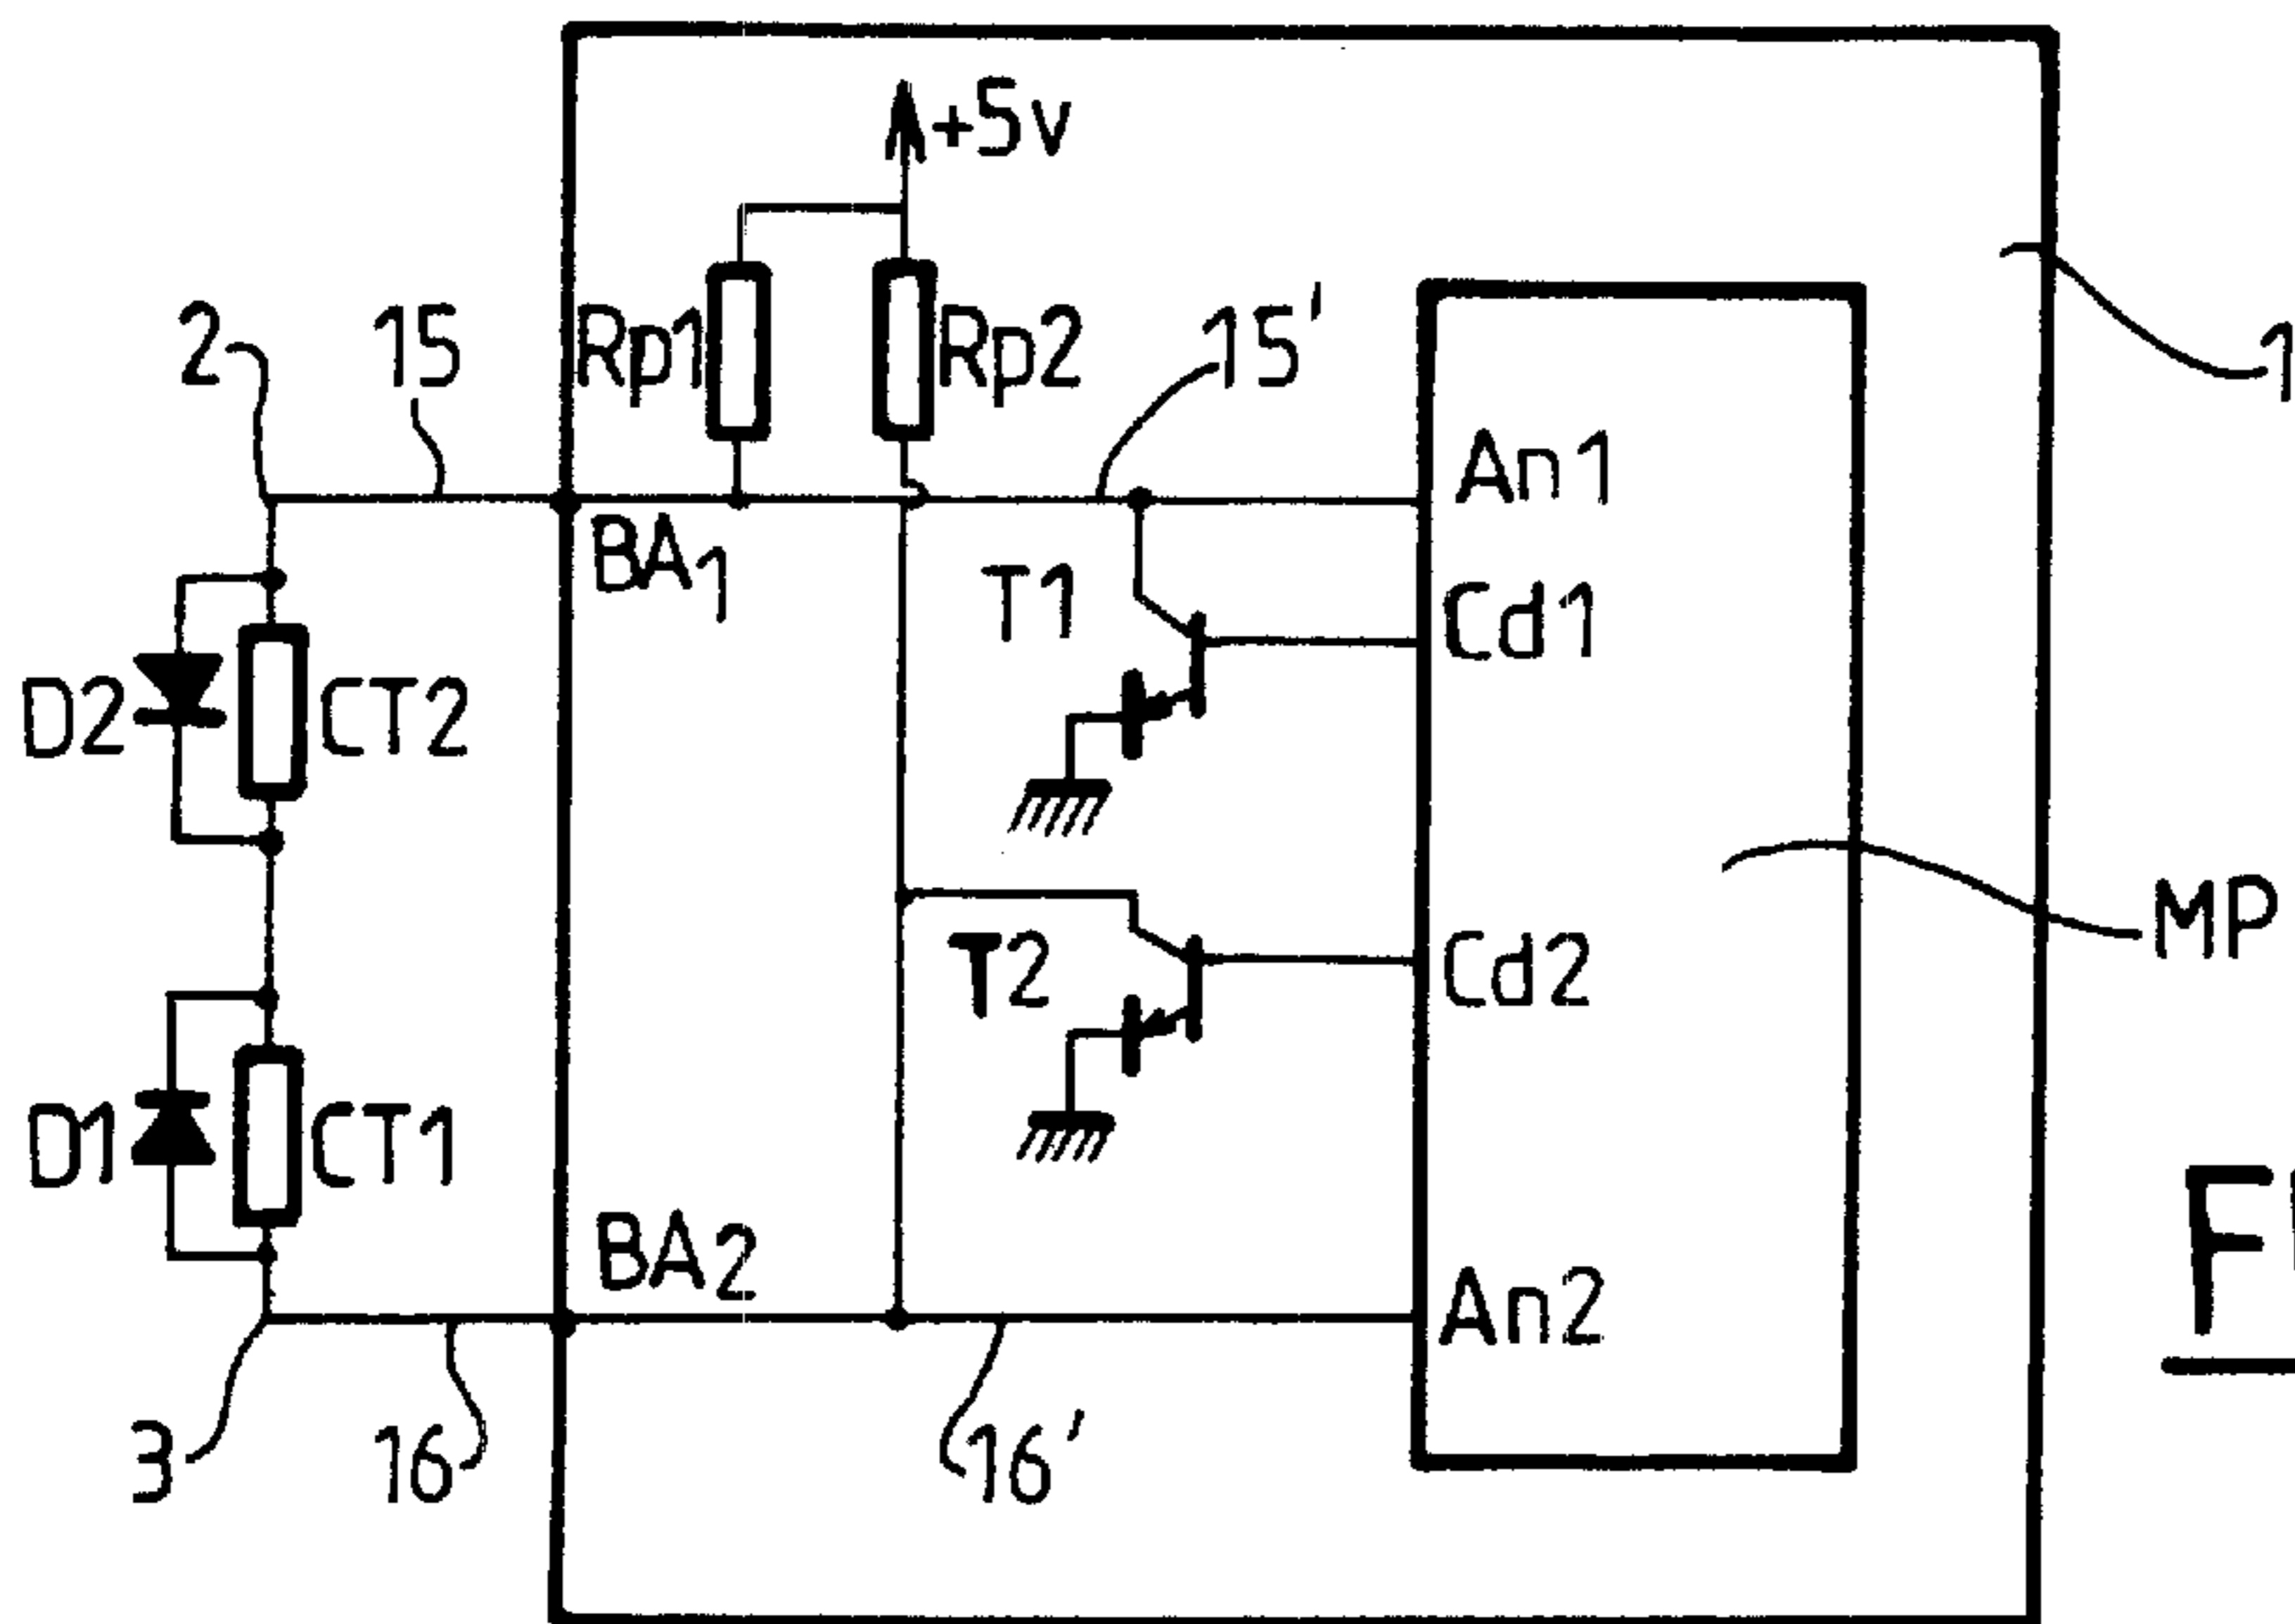 +5v
2
15
Rp1
Rp2
15'
1
An1
BA1
T1
Cd1
D2
CT2
T2
Cd2
MP
D1
CT1
BA2
An2
3
16
16'